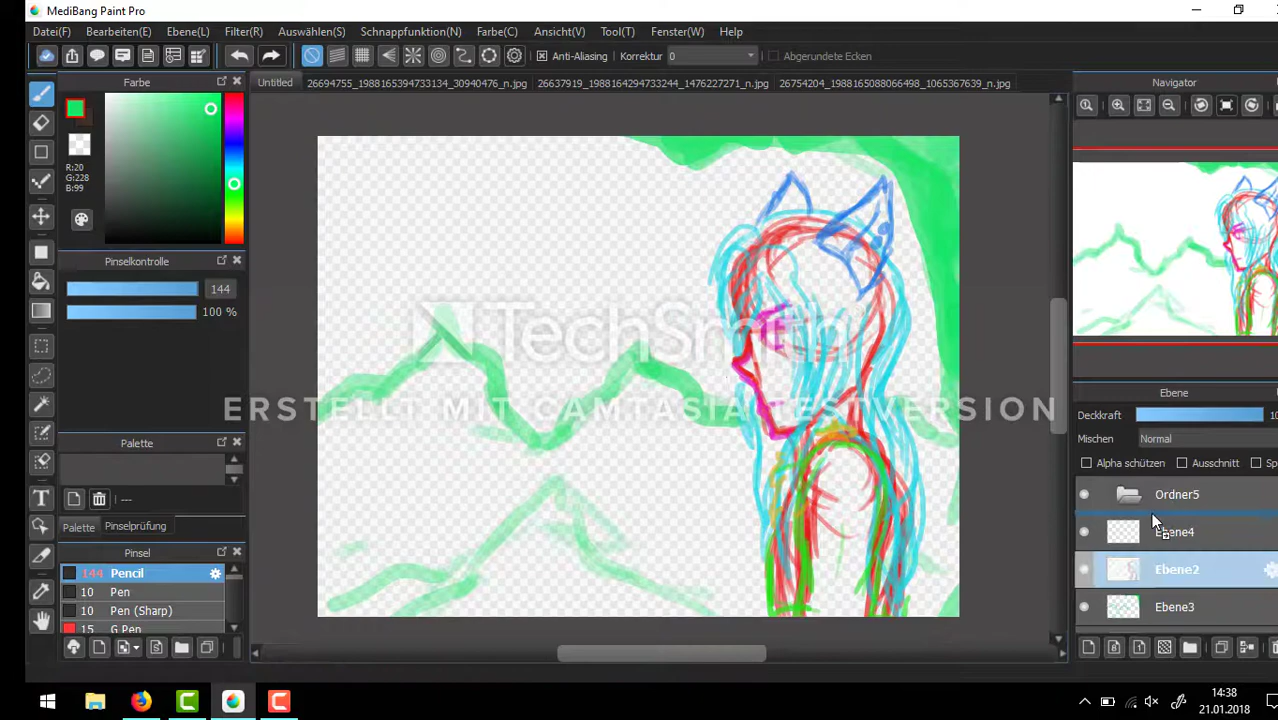 MediBang Paint Pro
Datei(F) Bearbeiten(E) Ebene(L) Filter(R) Auswählen(S) Schnappfunktion(N) Farbe(C) Ansicht(V) Tool(T) Fenster(W) Help
Anti-Aliasing Korrektur 0 Abgerundete Ecken
Farbe
Untitled 26694755_1988165394733134_30940476_n.jpg 26637919_1988164294733244_1476227271_n.jpg 26754204_1988165088066498_1065367639_n.jpg
Navigator
R:20
G:228
B:99
Pinselkontrolle
144
100 %
TechSmith
ERSTELLT MIT CAMTASIA TESTVERSION
Ebene
Deckkraft 10
Mischen Normal
Palette
Alpha schützen Ausschnitt Sp
Ordner5
---
Palette Pinselprüfung
Ebene4
Pinsel
144 Pencil
Ebene2
10 Pen
10 Pen (Sharp)
Ebene3
15 G Pen
14:38
21.01.2018